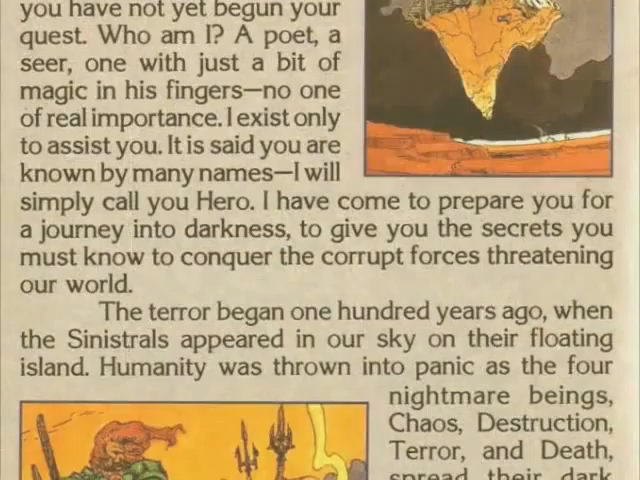 you have not yet begun your
quest. Who am I? A poet, a
seer, one with just a bit of
magic in his fingers—no one
of real importance. I exist only
to assist you. It is said you are
known by many names—I will
simply call you Hero. I have come to prepare you for
a journey into darkness, to give you the secrets you
must know to conquer the corrupt forces threatening
our world.
The terror began one hundred years ago, when
the Sinistrals appeared in our sky on their floating
island. Humanity was thrown into panic as the four
nightmare beings,
Chaos, Destruction,
Terror, and Death,
spread their dark